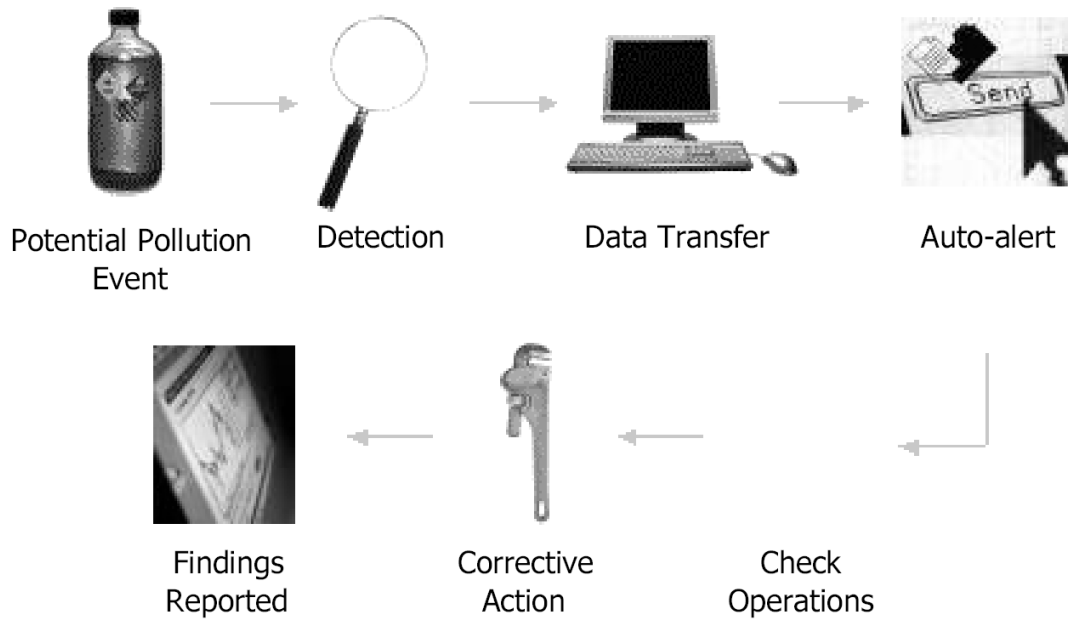 Send
Potential Pollution
Event
Detection
Data Transfer
Auto-alert
Findings
Reported
Corrective
Action
Check
Operations